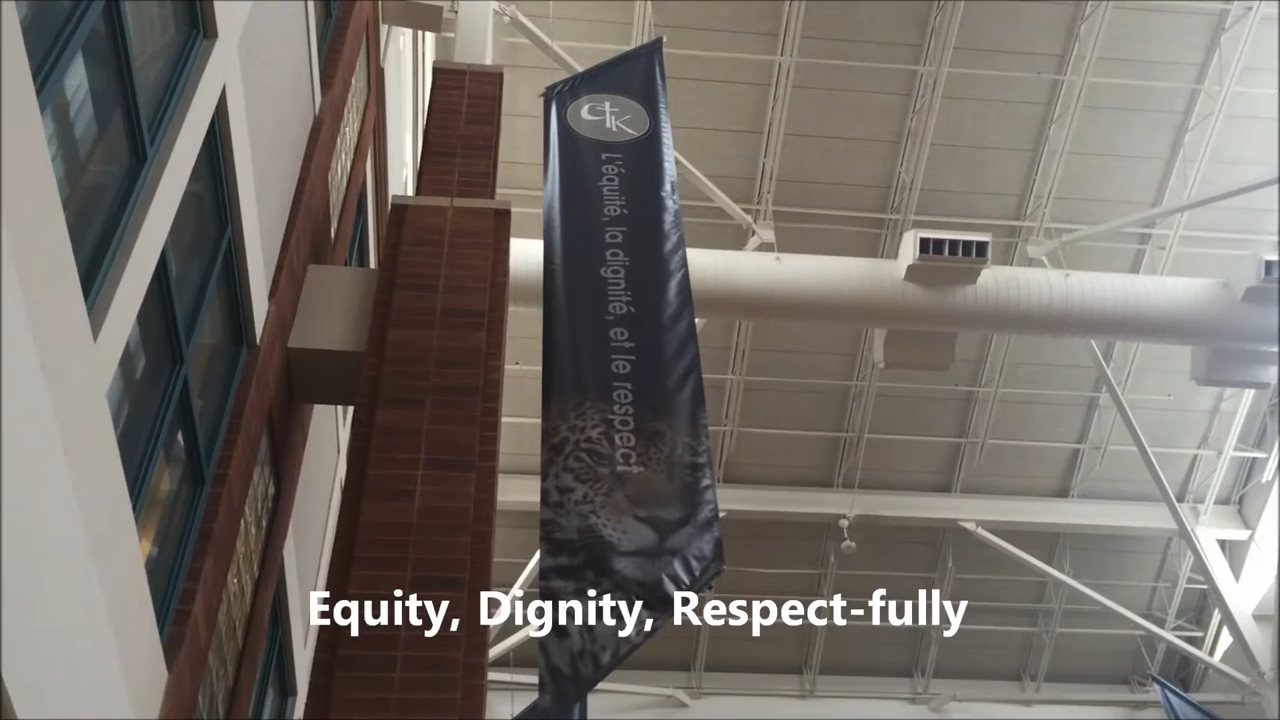 CtK
L'équité, la dignité, et le respect
Equity, Dignity, Respect-fully